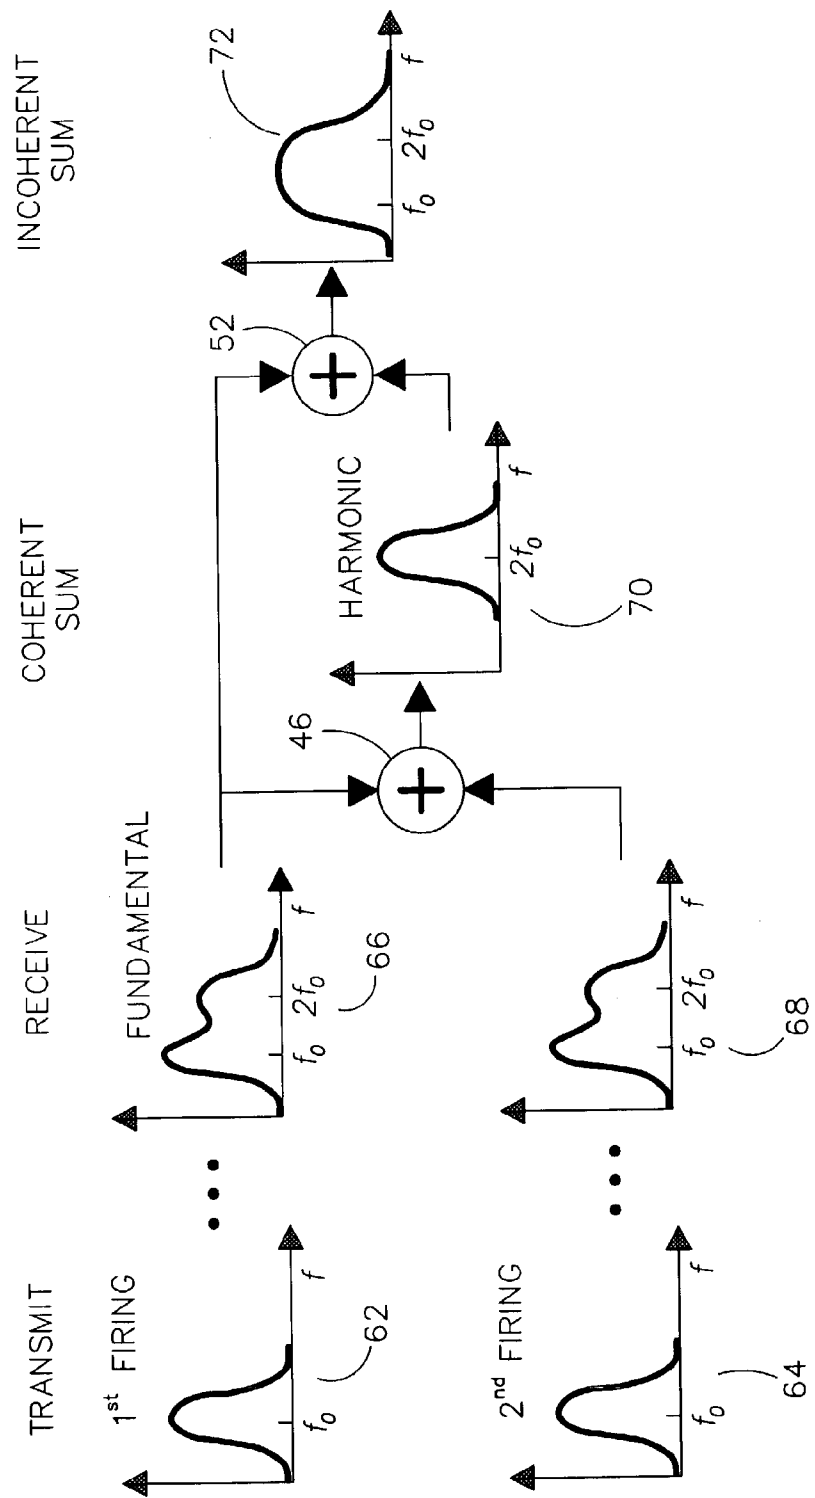 TRANSMIT
RECEIVE
COHERENT
SUM
INCOHERENT
SUM
1st FIRING
f0
f
62
FUNDAMENTAL
f0
2f0
f
66
46
HARMONIC
2f0
f
70
52
72
f0
2f0
f
2nd FIRING
f0
f
64
f0
2f0
f
68